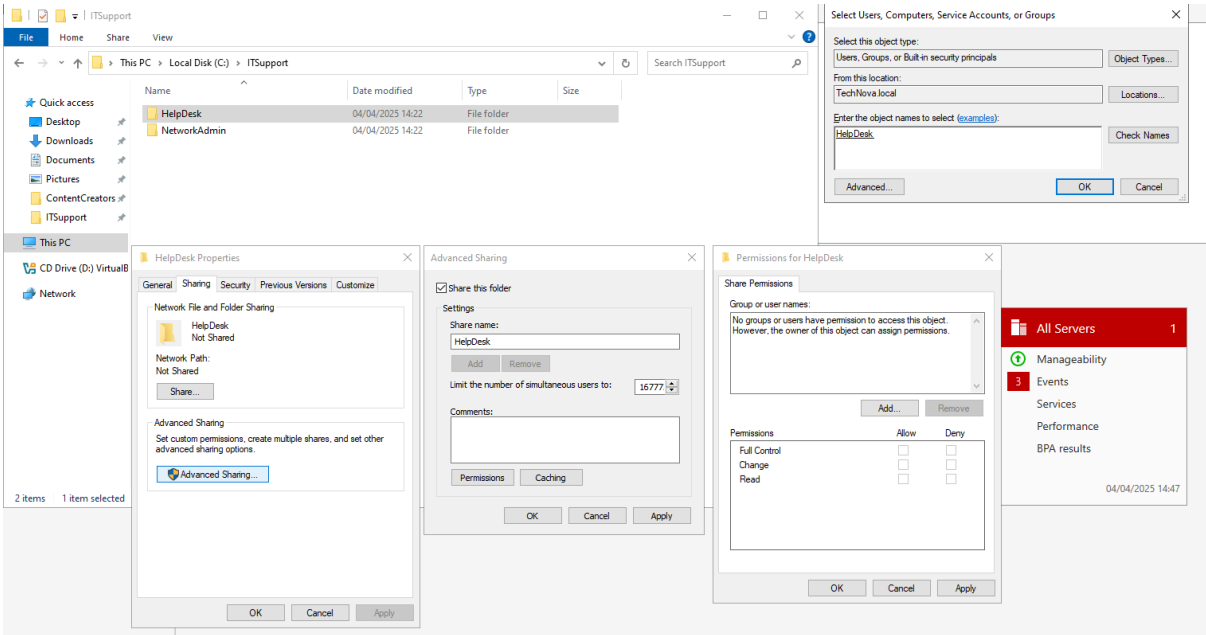 ITSupport
File Home Share View
This PC > Local Disk (C:) > ITSupport
Search ITSupport
Name Date modified Type Size
HelpDesk 04/04/2025 14:22 File folder
NetworkAdmin 04/04/2025 14:22 File folder
Quick access
Desktop
Downloads
Documents
Pictures
ContentCreators
ITSupport
This PC
CD Drive (D:) VirtualB
Network
2 items 1 item selected
Select Users, Computers, Service Accounts, or Groups
Select this object type:
Users, Groups, or Built-in security principals
Object Types...
From this location:
TechNova.local
Locations...
Enter the object names to select (examples):
HelpDesk
Check Names
Advanced...
OK
Cancel
HelpDesk Properties
General Sharing Security Previous Versions Customize
Network File and Folder Sharing
HelpDesk
Not Shared
Network Path:
Not Shared
Share...
Advanced Sharing
Set custom permissions, create multiple shares, and set other
advanced sharing options.
Advanced Sharing...
OK Cancel Apply
Advanced Sharing
Share this folder
Settings
Share name:
HelpDesk
Add Remove
Limit the number of simultaneous users to: 16777
Comments:
Permissions Caching
OK Cancel Apply
Permissions for HelpDesk
Share Permissions
Group or user names:
No groups or users have permission to access this object.
However, the owner of this object can assign permissions.
Add... Remove
Permissions Allow Deny
Full Control
Change
Read
OK Cancel Apply
All Servers 1
Manageability
3 Events
Services
Performance
BPA results
04/04/2025 14:47